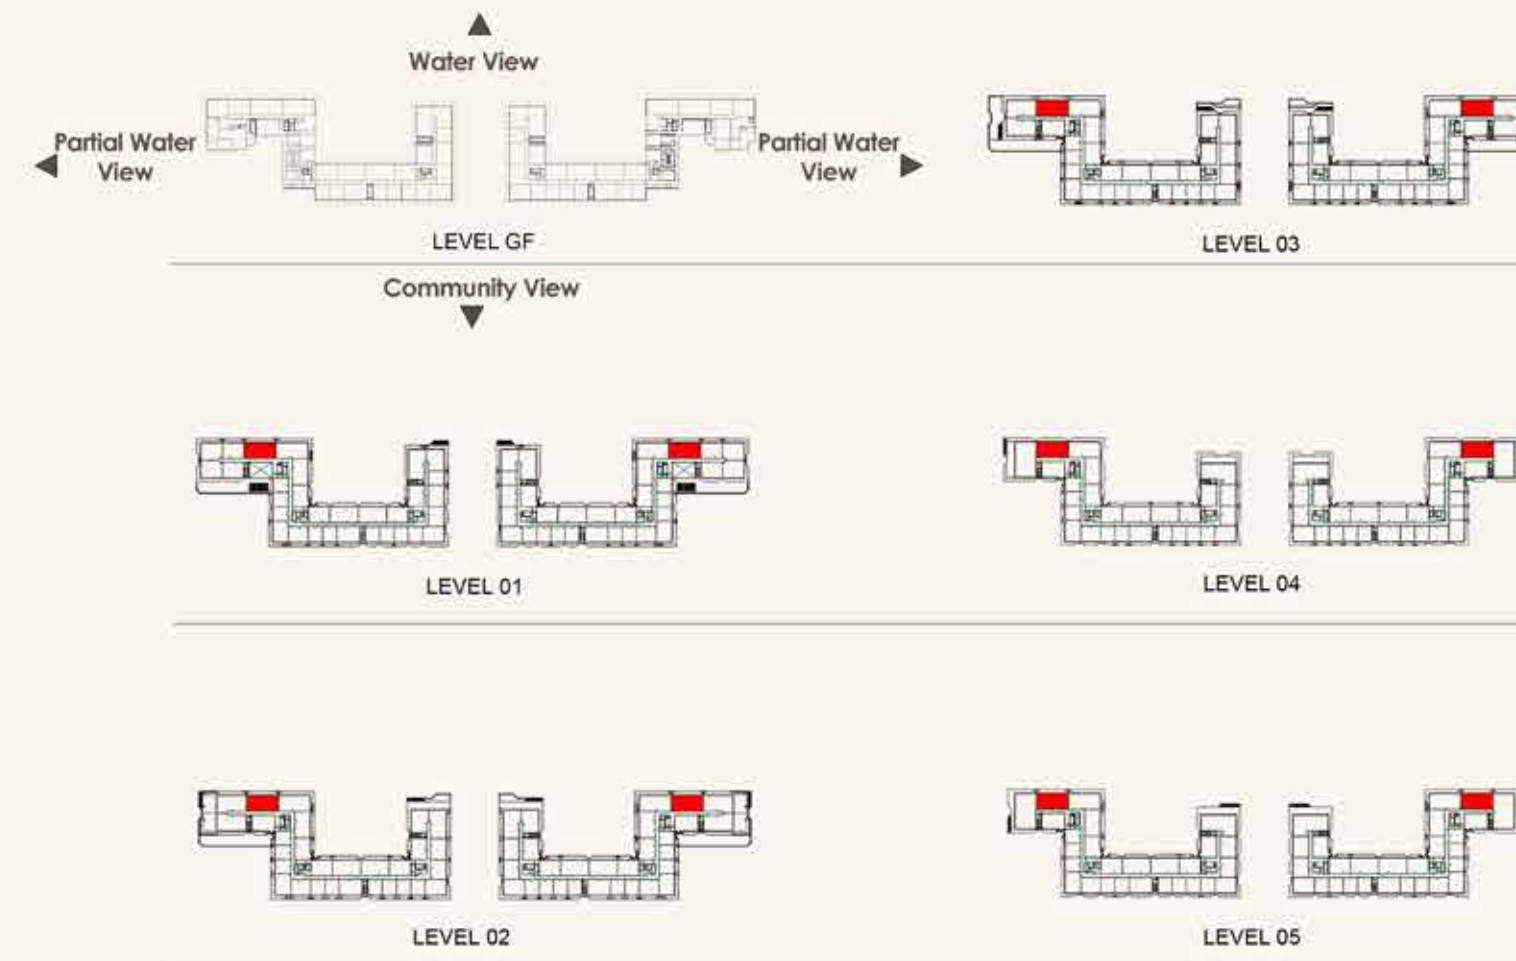 Water View
Partial Water
View
Partial Water
View
LEVEL GF
LEVEL 03
Community View
LEVEL 01
LEVEL 04
LEVEL 02
LEVEL 05